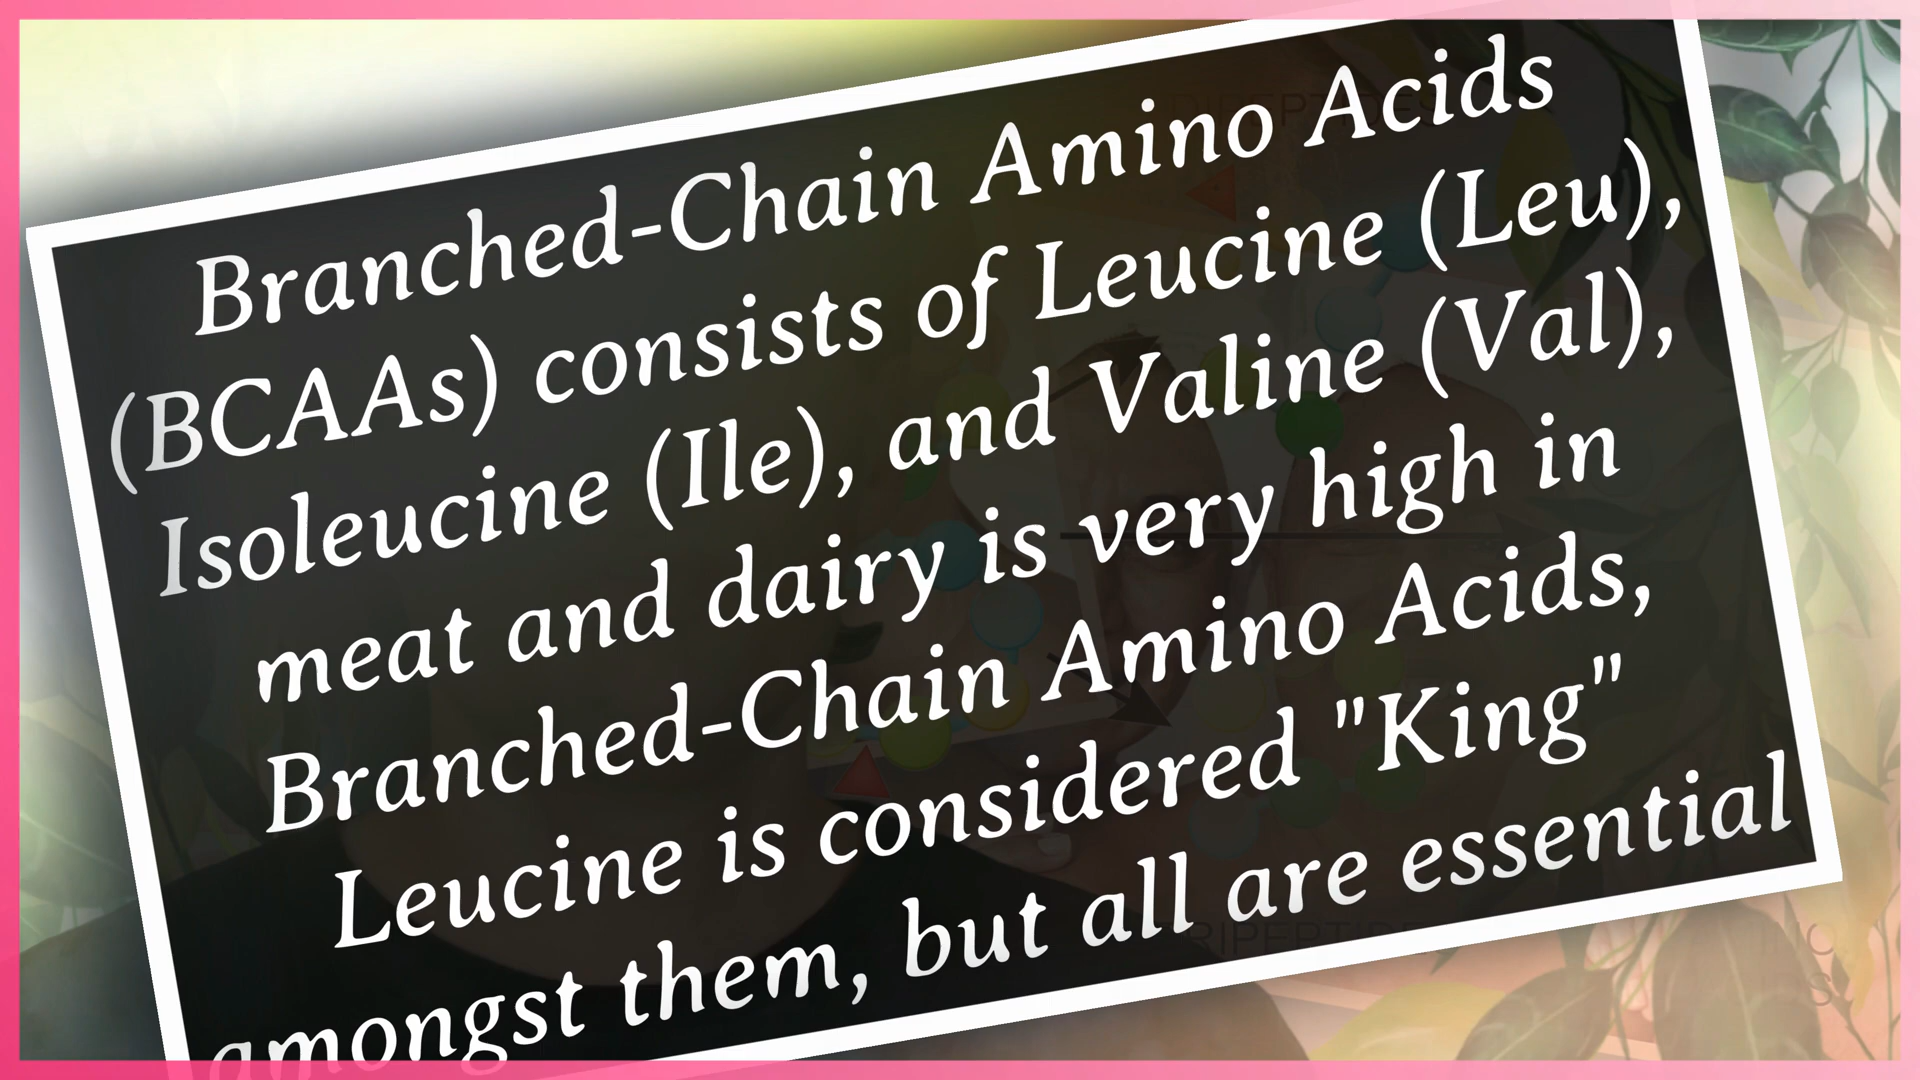 Branched-Chain Amino Acids
(BCAAs) consists of Leucine (Leu),
Isoleucine (Ile), and Valine (Val),
meat and dairy is very high in
Branched-Chain Amino Acids,
Leucine is considered "King"
amongst them, but all are essential